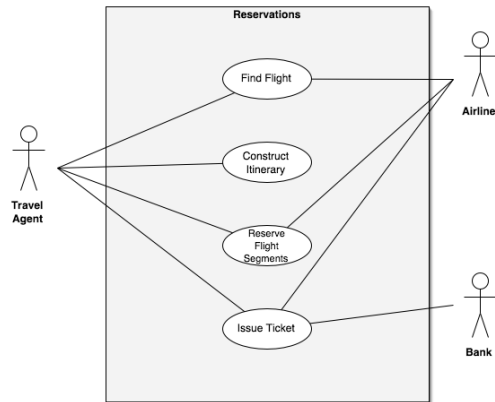 Reservations
Find Flight
Airline
Construct
Itinerary
Travel
Agent
Reserve
Flight
Segments
Issue Ticket
Bank